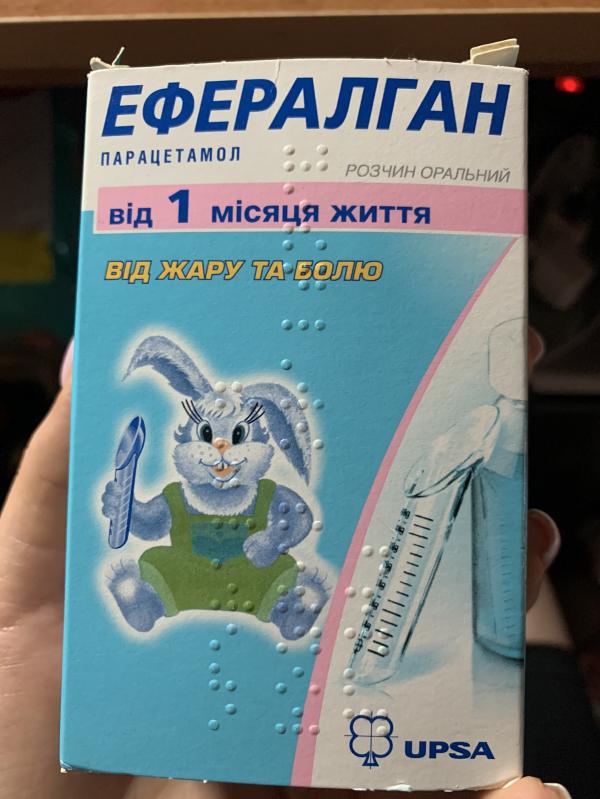 ЕФЕРАЛГАН
ПАРАЦЕТАМОЛ
РОЗЧИН ОРАЛЬНИЙ
від 1 місяця життя
ВІД ЖАРУ ТА БОЛЮ
UPSA